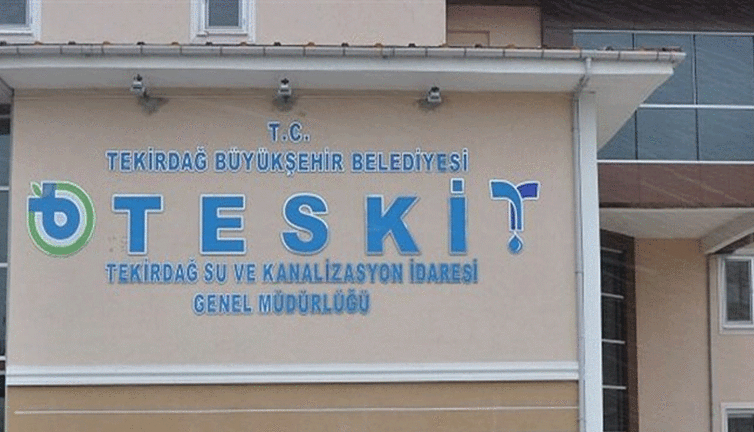 T.C.
TEKİRDAĞ BÜYÜKŞEHİR BELEDİYESİ
TESKİ
TEKİRDAĞ SU VE KANALİZASYON İDARESİ
GENEL MÜDÜRLÜĞÜ